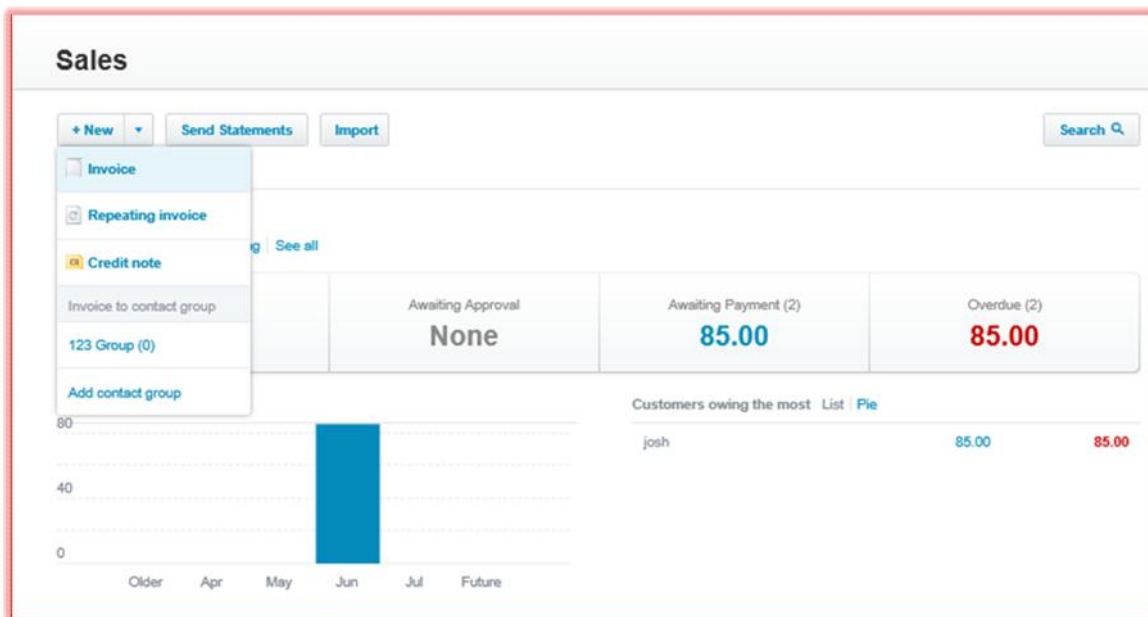 Sales
+ New Send Statements Import Search
Invoice
Repeating invoice
See all
Credit note
Invoice to contact group
123 Group (0)
Add contact group
Awaiting Approval Awaiting Payment (2) Overdue (2)
None 85.00 85.00
Customers owing the most List Pie
josh 85.00 85.00
80
40
0
Older Apr May Jun Jul Future